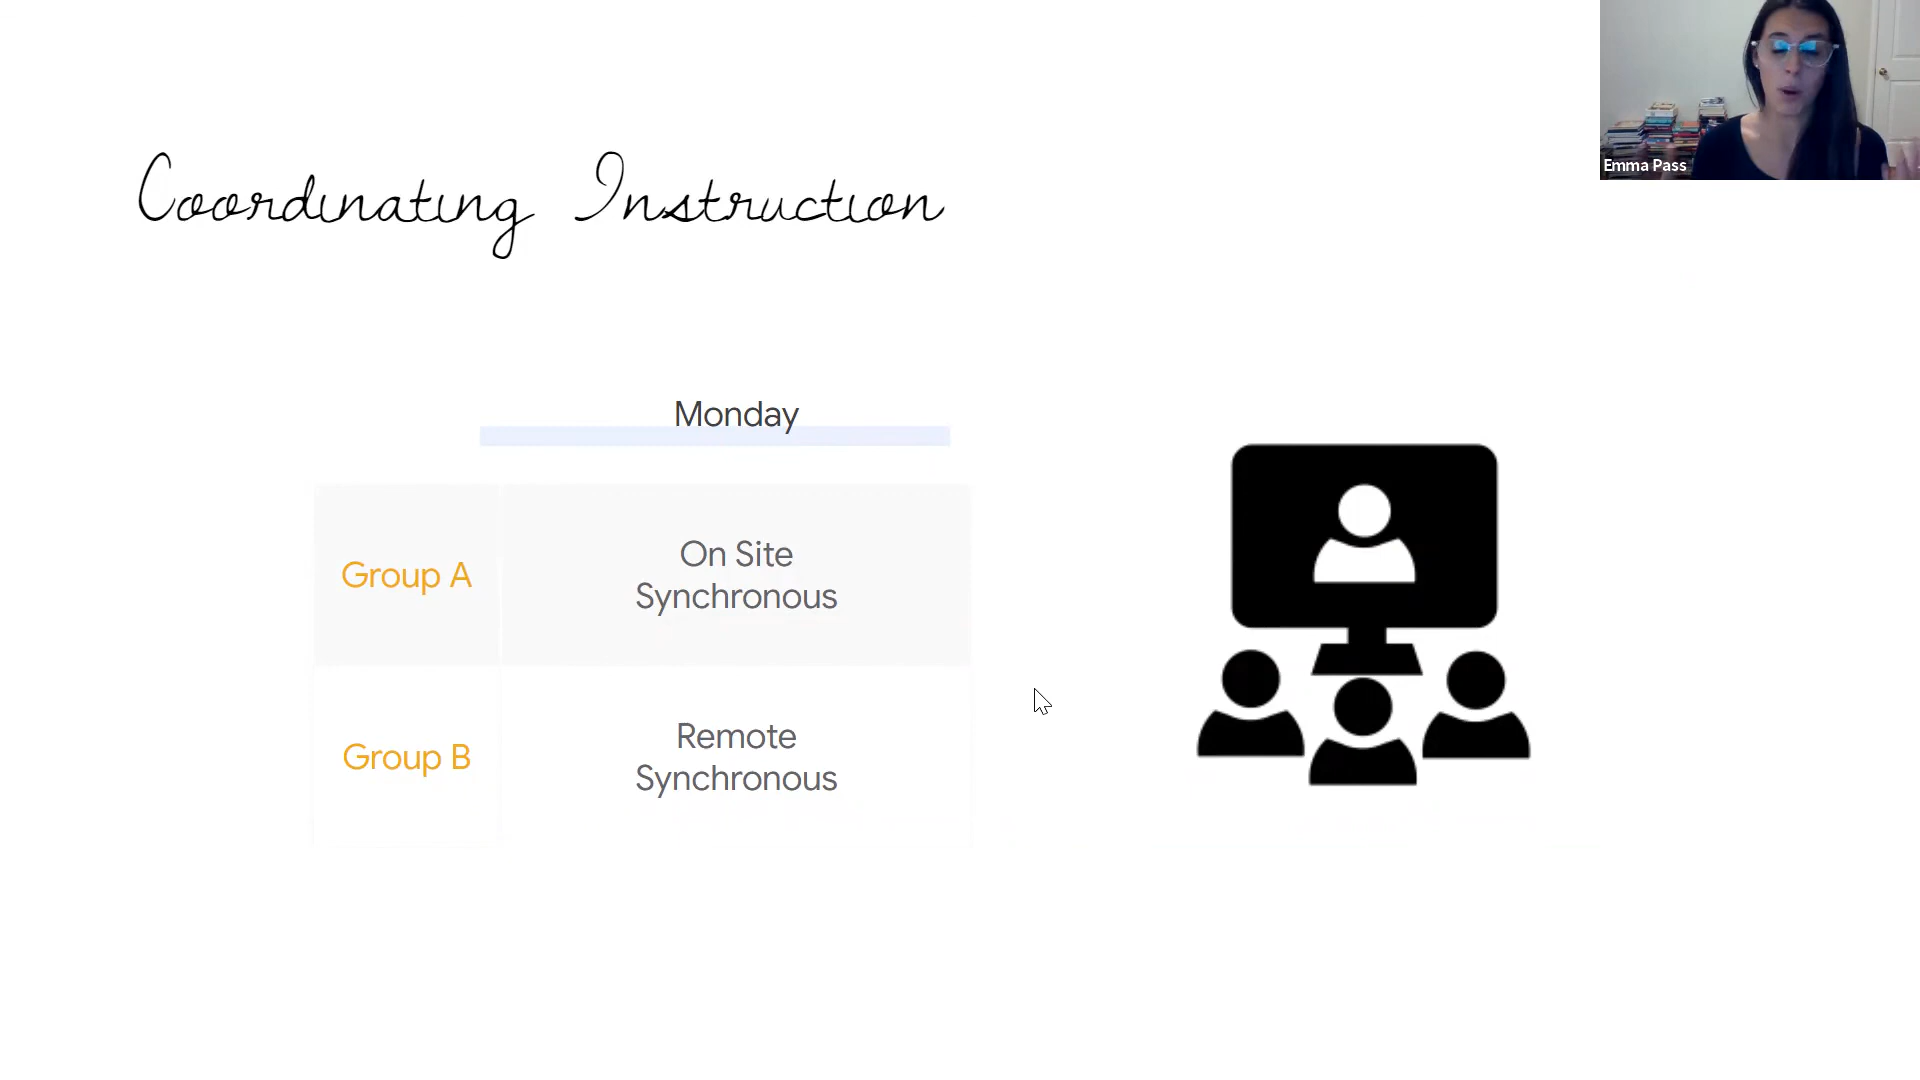 Emma Pass
Coordinating Instruction
Monday
Group A
On Site
Synchronous
Group B
Remote
Synchronous